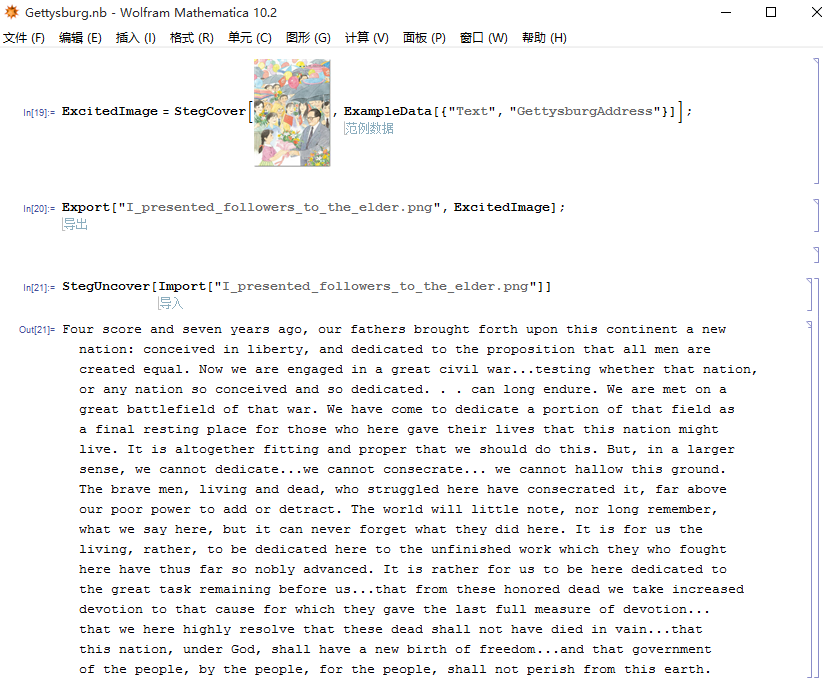 Gettysburg.nb - Wolfram Mathematica 10.2
文件 (F) 编辑 (E) 插入 (I) 格式 (R) 单元 (C) 图形 (G) 计算 (V) 面板 (P) 窗口 (W) 帮助 (H)
In[19]:= ExcitedImage = StegCover[ , ExampleData[{"Text", "GettysburgAddress"}]];
范例数据
In[20]:= Export["I_presented_followers_to_the_elder.png", ExcitedImage];
导出
In[21]:= StegUncover[Import["I_presented_followers_to_the_elder.png"]]
导入
Out[21]= Four score and seven years ago, our fathers brought forth upon this continent a new
nation: conceived in liberty, and dedicated to the proposition that all men are
created equal. Now we are engaged in a great civil war...testing whether that nation,
or any nation so conceived and so dedicated. . . can long endure. We are met on a
great battlefield of that war. We have come to dedicate a portion of that field as
a final resting place for those who here gave their lives that this nation might
live. It is altogether fitting and proper that we should do this. But, in a larger
sense, we cannot dedicate...we cannot consecrate... we cannot hallow this ground.
The brave men, living and dead, who struggled here have consecrated it, far above
our poor power to add or detract. The world will little note, nor long remember,
what we say here, but it can never forget what they did here. It is for us the
living, rather, to be dedicated here to the unfinished work which they who fought
here have thus far so nobly advanced. It is rather for us to be here dedicated to
the great task remaining before us...that from these honored dead we take increased
devotion to that cause for which they gave the last full measure of devotion...
that we here highly resolve that these dead shall not have died in vain...that
this nation, under God, shall have a new birth of freedom...and that government
of the people, by the people, for the people, shall not perish from this earth.